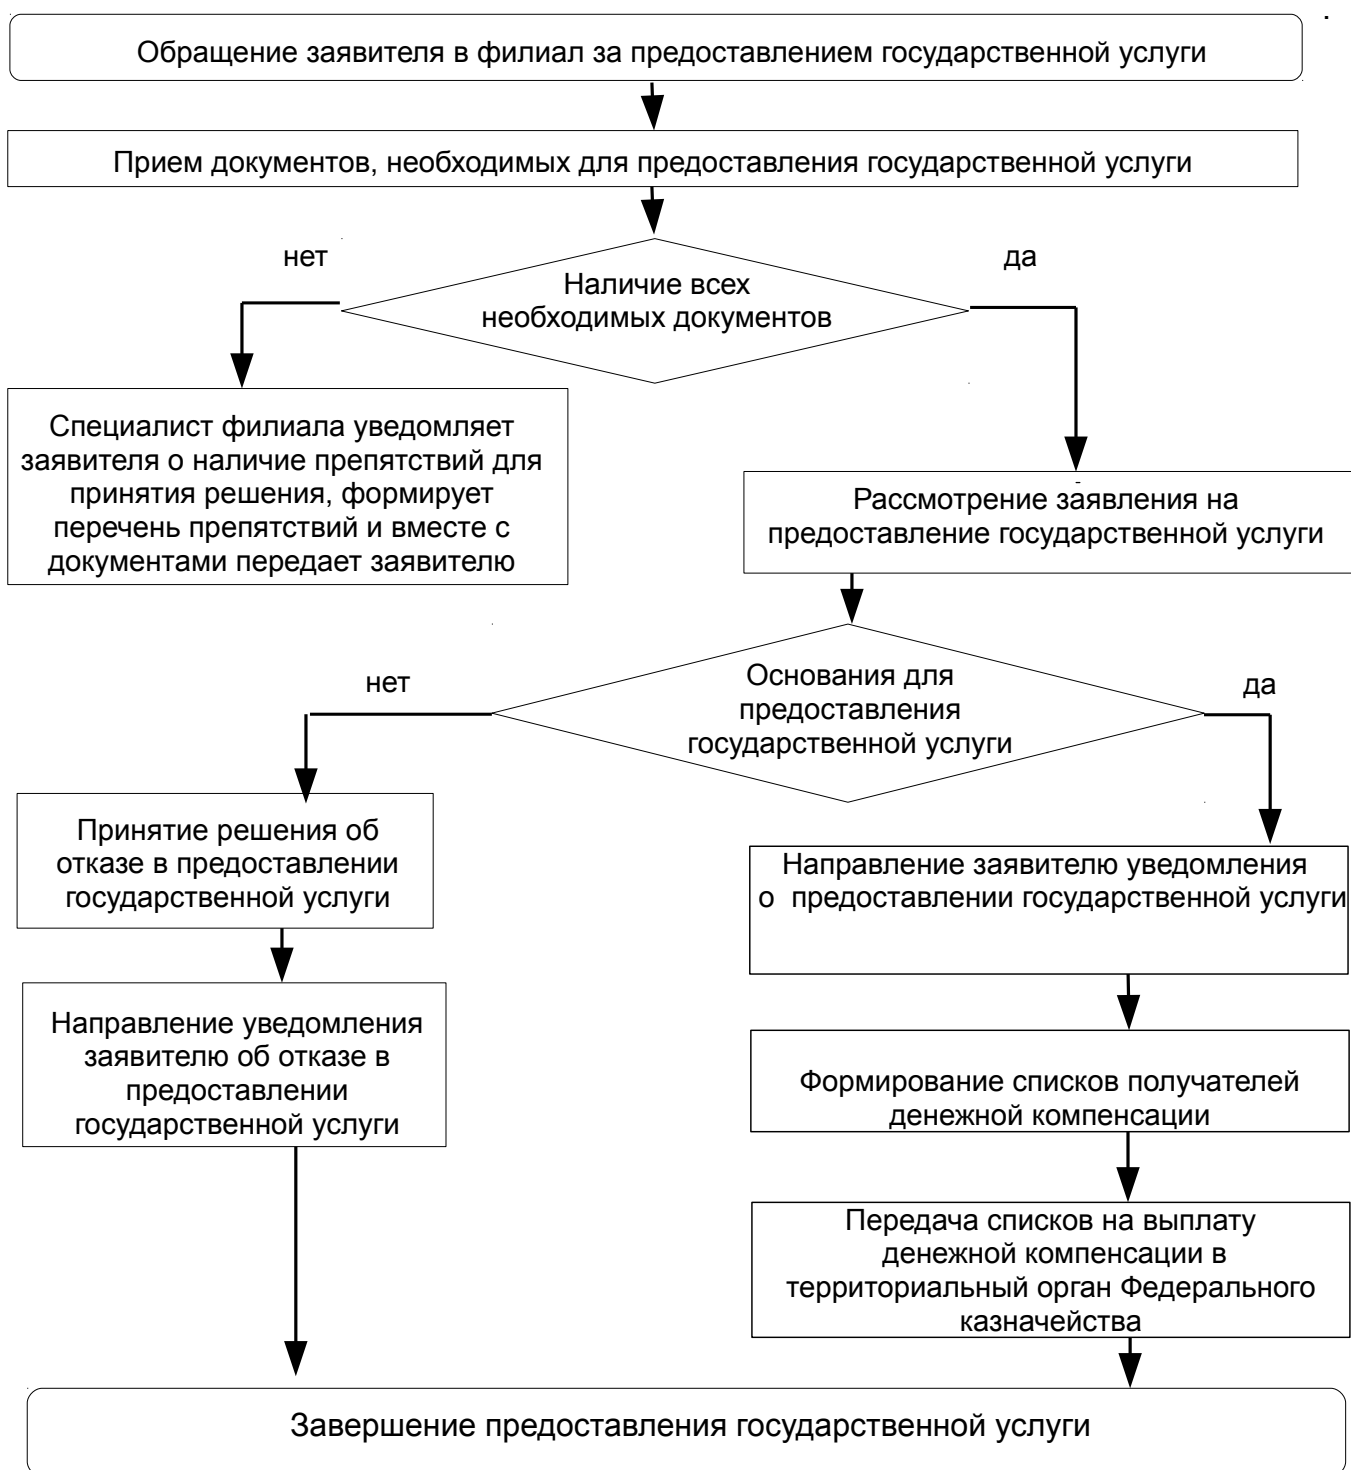 Обращение заявителя в филиал за предоставлением государственной услуги
Прием документов, необходимых для предоставления государственной услуги
нет
да
Наличие всех
необходимых документов
Специалист филиала уведомляет
заявителя о наличие препятствий для
принятия решения, формирует
перечень препятствий и вместе с
документами передает заявителю
Рассмотрение заявления на
предоставление государственной услуги
нет
да
Основания для
предоставления
государственной услуги
Принятие решения об
отказе в предоставлении
государственной услуги
Направление заявителю уведомления
о предоставлении государственной услуги
Направление уведомления
заявителю об отказе в
предоставлении
государственной услуги
Формирование списков получателей
денежной компенсации
Передача списков на выплату
денежной компенсации в
территориальный орган Федерального
казначейства
Завершение предоставления государственной услуги